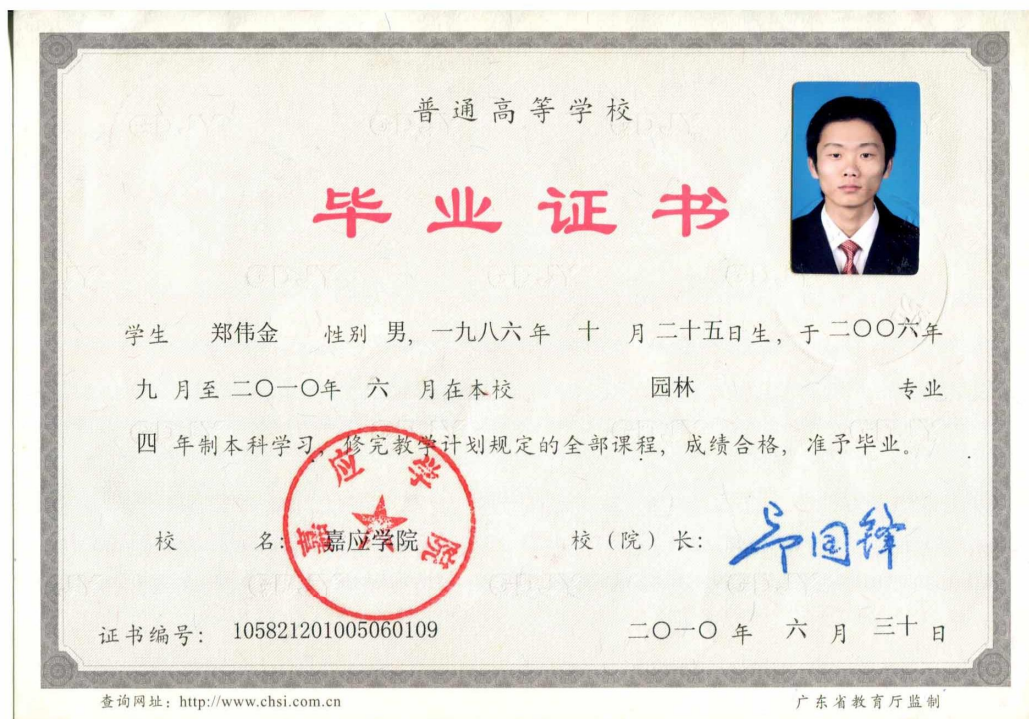 普通高等学校
毕业证书
学生 郑伟金 性别 男, 一九八六年 十 月二十五日生, 于二〇〇六年
九 月至二〇一〇年 六 月在本校 园林 专业
四 年制本科学习, 修完教学计划规定的全部课程, 成绩合格, 准予毕业。
嘉应学院
校 名: 嘉应学院 校（院）长:
证书编号: 105821201005060109 二〇一〇年 六 月 三十 日
查询网址: http://www.chsi.com.cn 广东省教育厅监制